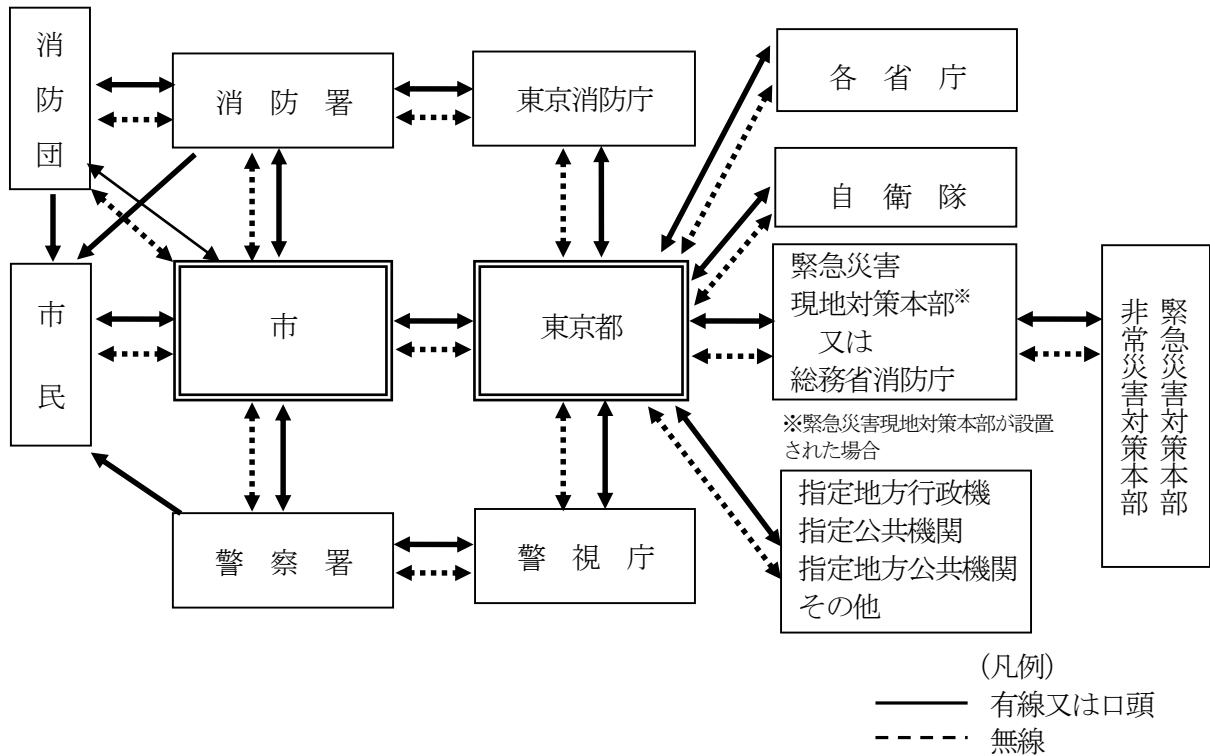 消防団
消 防 署
東京消防庁
各 省 庁
自 衛 隊
市民
市
東京都
緊急災害
現地対策本部※
又は
総務省消防庁
※緊急災害現地対策本部が設置
された場合
緊急災害対策本部
非常災害対策本部
警 察 署
警 視 庁
指定地方行政機
指定公共機関
指定地方公共機関
その他
(凡例)
有線又は口頭
無線